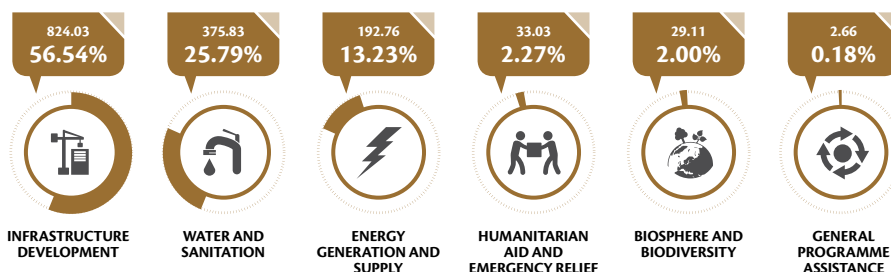 824.03
56.54%
375.83
25.79%
192.76
13.23%
33.03
2.27%
29.11
2.00%
2.66
0.18%
INFRASTRUCTURE
DEVELOPMENT
WATER AND
SANITATION
ENERGY
GENERATION AND
SUPPLY
HUMANITARIAN
AID AND
EMERGENCY RELIEF
BIOSPHERE AND
BIODIVERSITY
GENERAL
PROGRAMME
ASSISTANCE